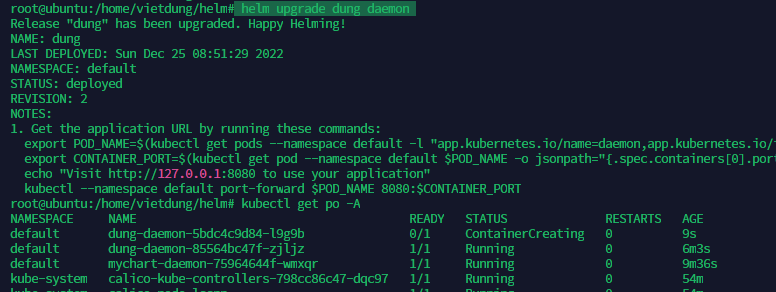 root@ubuntu:/home/vietdung/helm# helm upgrade dung daemon
Release "dung" has been upgraded. Happy Helming!
NAME: dung
LAST DEPLOYED: Sun Dec 25 08:51:29 2022
NAMESPACE: default
STATUS: deployed
REVISION: 2
NOTES:
1. Get the application URL by running these commands:
  export POD_NAME=$(kubectl get pods --namespace default -l "app.kubernetes.io/name=daemon,app.kubernetes.io/
  export CONTAINER_PORT=$(kubectl get pod --namespace default $POD_NAME -o jsonpath="{.spec.containers[0].port
  echo "Visit http://127.0.0.1:8080 to use your application"
  kubectl --namespace default port-forward $POD_NAME 8080:$CONTAINER_PORT
root@ubuntu:/home/vietdung/helm# kubectl get po -A
NAMESPACE     NAME                                       READY   STATUS              RESTARTS   AGE
default       dung-daemon-5bdc4c9d84-l9g9b               0/1     ContainerCreating   0          9s
default       dung-daemon-85564bc47f-zjljz               1/1     Running             0          6m3s
default       mychart-daemon-75964644f-wmxqr             1/1     Running             0          9m36s
kube-system   calico-kube-controllers-798cc86c47-dqc97   1/1     Running             0          54m